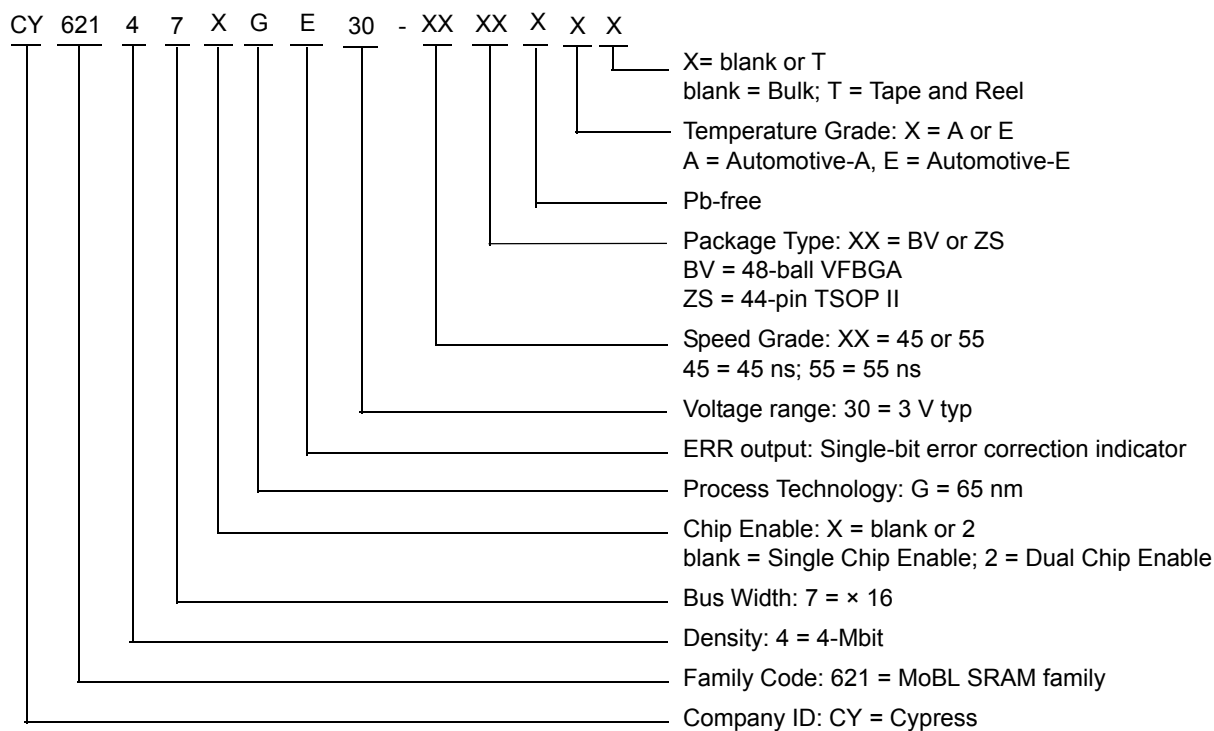 CY 621 4 7 X G E 30 - XX XX X X X
X= blank or T
blank = Bulk; T = Tape and Reel
Temperature Grade: X = A or E
A = Automotive-A, E = Automotive-E
Pb-free
Package Type: XX = BV or ZS
BV = 48-ball VFBGA
ZS = 44-pin TSOP II
Speed Grade: XX = 45 or 55
45 = 45 ns; 55 = 55 ns
Voltage range: 30 = 3 V typ
ERR output: Single-bit error correction indicator
Process Technology: G = 65 nm
Chip Enable: X = blank or 2
blank = Single Chip Enable; 2 = Dual Chip Enable
Bus Width: 7 = × 16
Density: 4 = 4-Mbit
Family Code: 621 = MoBL SRAM family
Company ID: CY = Cypress